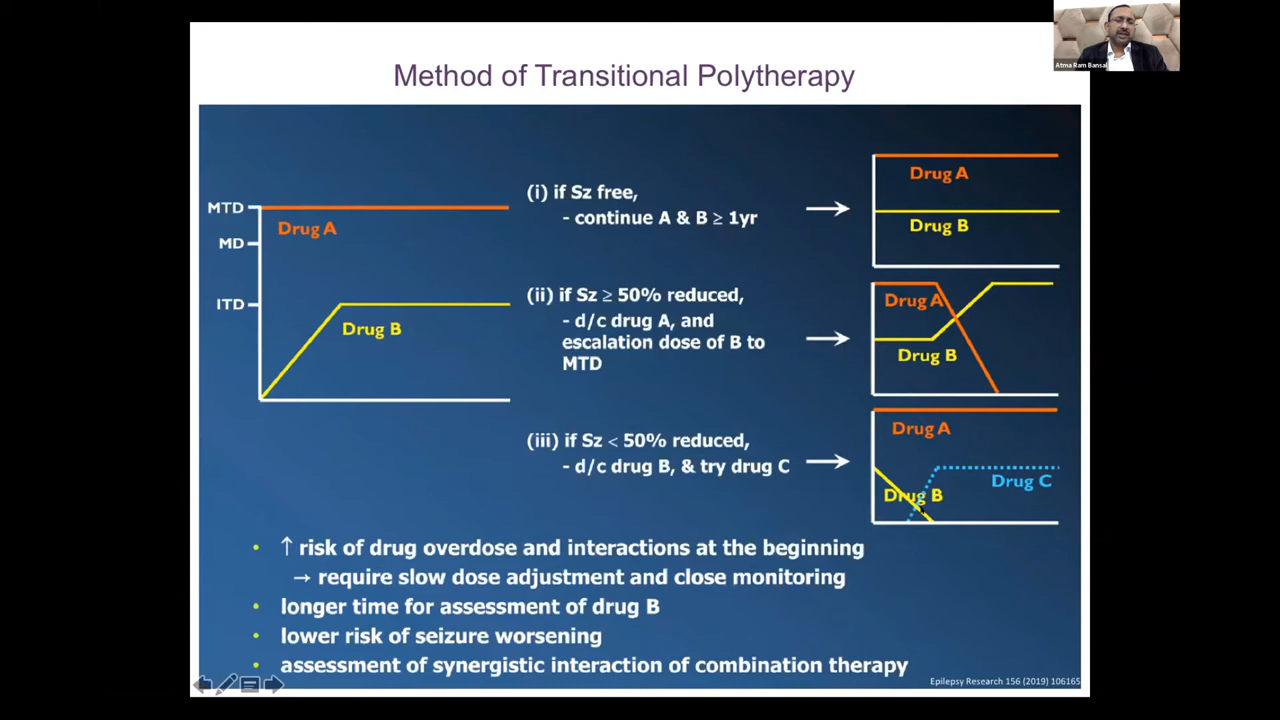 Atma Ram Bansal
Method of Transitional Polytherapy
MTD
MD
ITD
Drug A
Drug B
(i) if Sz free,
- continue A & B ≥ 1yr
Drug A
Drug B
(ii) if Sz ≥ 50% reduced,
- d/c drug A, and
escalation dose of B to
MTD
Drug A
Drug B
(iii) if Sz < 50% reduced,
- d/c drug B, & try drug C
Drug A
Drug B
Drug C
• ↑ risk of drug overdose and interactions at the beginning
→ require slow dose adjustment and close monitoring
• longer time for assessment of drug B
• lower risk of seizure worsening
• assessment of synergistic interaction of combination therapy
Epilepsy Research 156 (2019) 106165